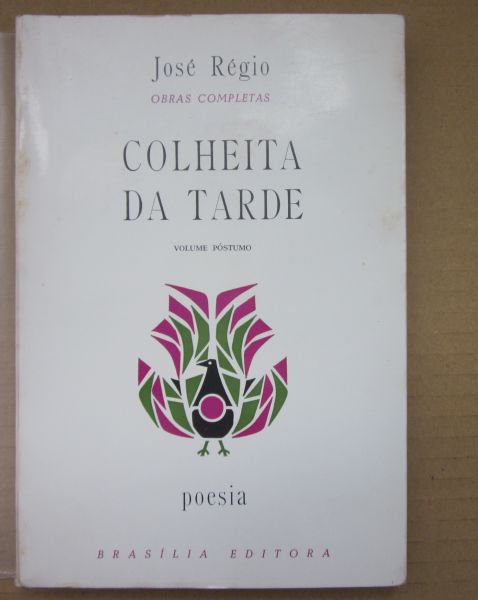 José Régio
OBRAS COMPLETAS
COLHEITA
DA TARDE
VOLUME PÓSTUMO
poesia
BRASÍLIA EDITORA